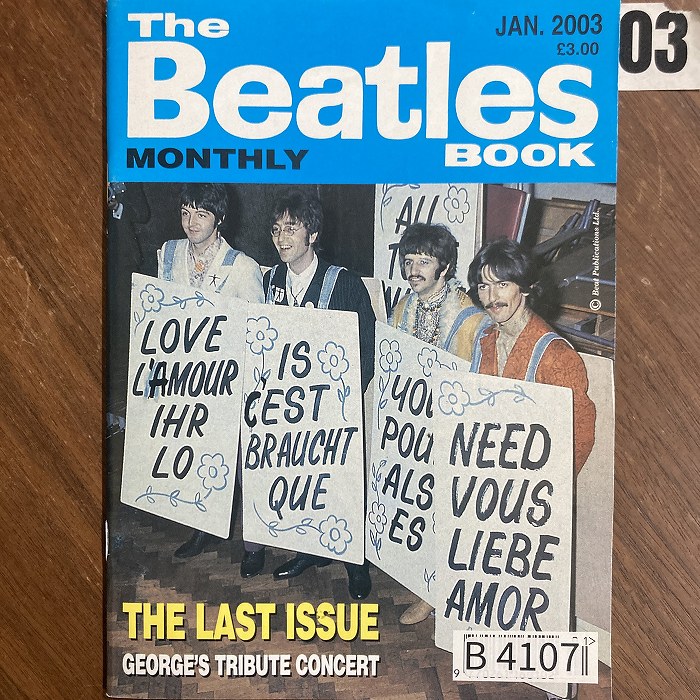 The
JAN. 2003
£3.00
Beatles
MONTHLY
BOOK
03
© Beat Publications Ltd.
ALL
LOVE
L'AMOUR
IHR
LO
IS
C'EST
BRAUCHT
QUE
YOU
POU
ALS
ES
NEED
VOUS
LIEBE
AMOR
THE LAST ISSUE
GEORGE'S TRIBUTE CONCERT
B 4107